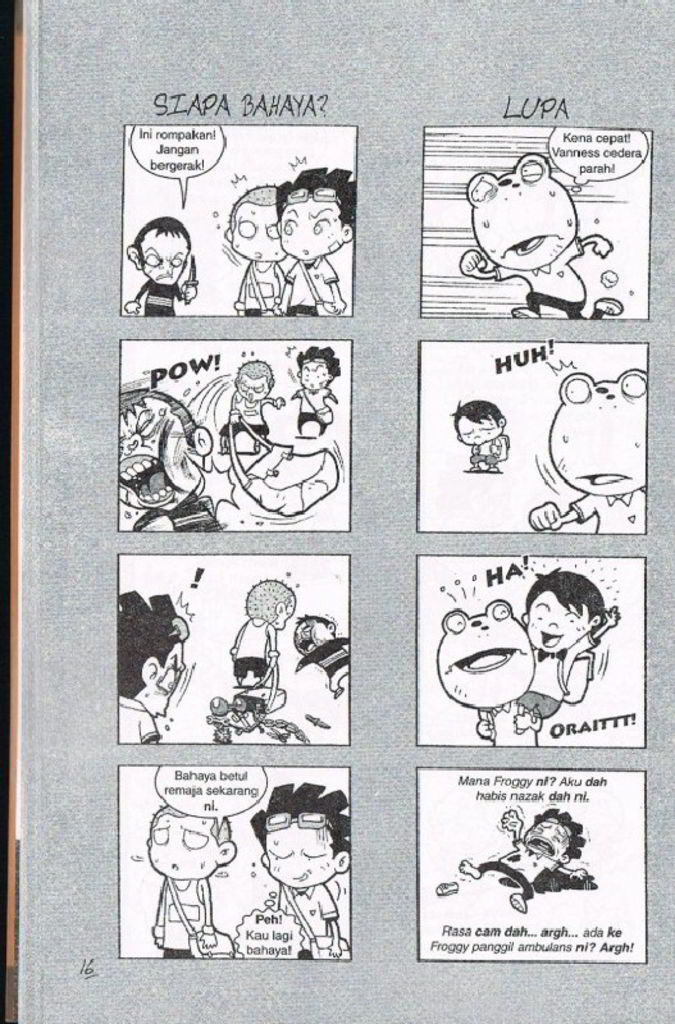 SIAPA BAHAYA?
Ini rompakan!
Jangan
bergerak!
POW!
!
Bahaya betul
remaja sekarang
ni.
Peh!
Kau lagi
bahaya!
LUPA
Kena cepat!
Vanness cedera
parah!
HUH!
HA!
ORAITTT!
Mana Froggy ni? Aku dah
habis nazak dah ni.
Rasa cam dah... argh... ada ke
Froggy panggil ambulans ni? Argh!
16